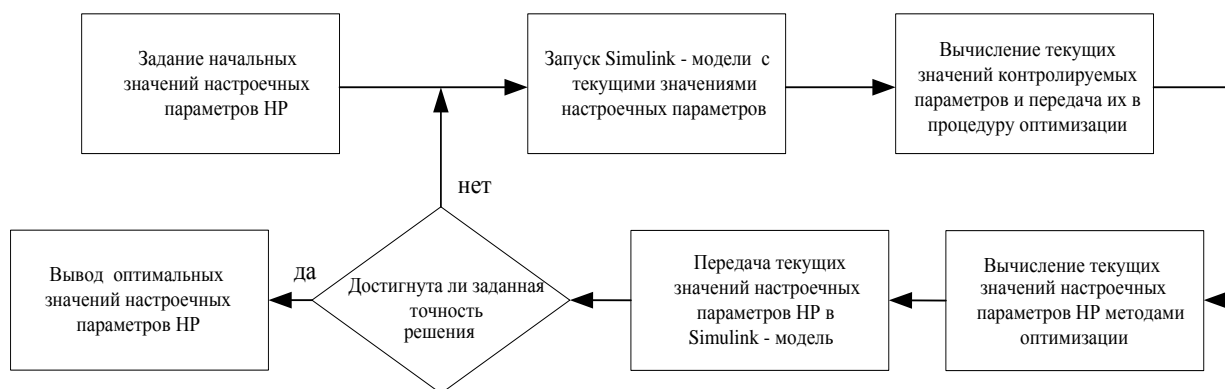 Задание начальных
значений настроечных
параметров НР
Запуск Simulink - модели с
текущими значениями
настроечных параметров
Вычисление текущих
значений контролируемых
параметров и передача их в
процедуру оптимизации
нет
Вывод оптимальных
значений настроечных
параметров НР
да
Достигнута ли заданная
точность
решения
Передача текущих
значений настроечных
параметров НР в
Simulink - модель
Вычисление текущих
значений настроечных
параметров НР методами
оптимизации